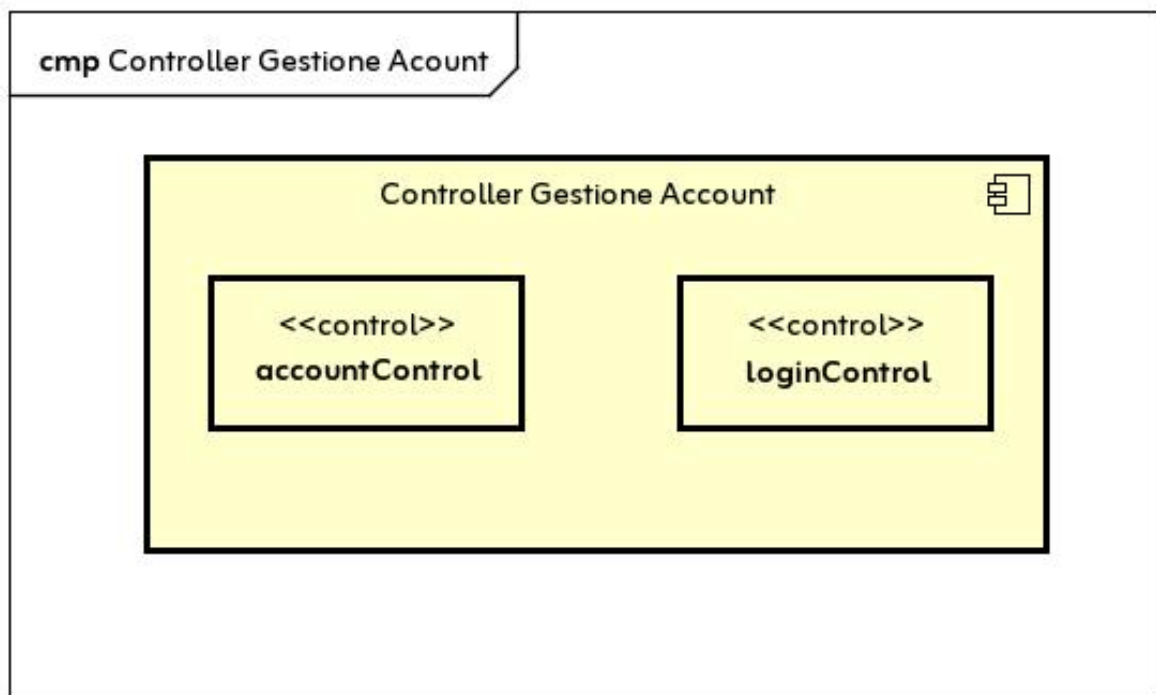 cmp Controller Gestione Acount
Controller Gestione Account
<<control>>
accountControl
<<control>>
loginControl